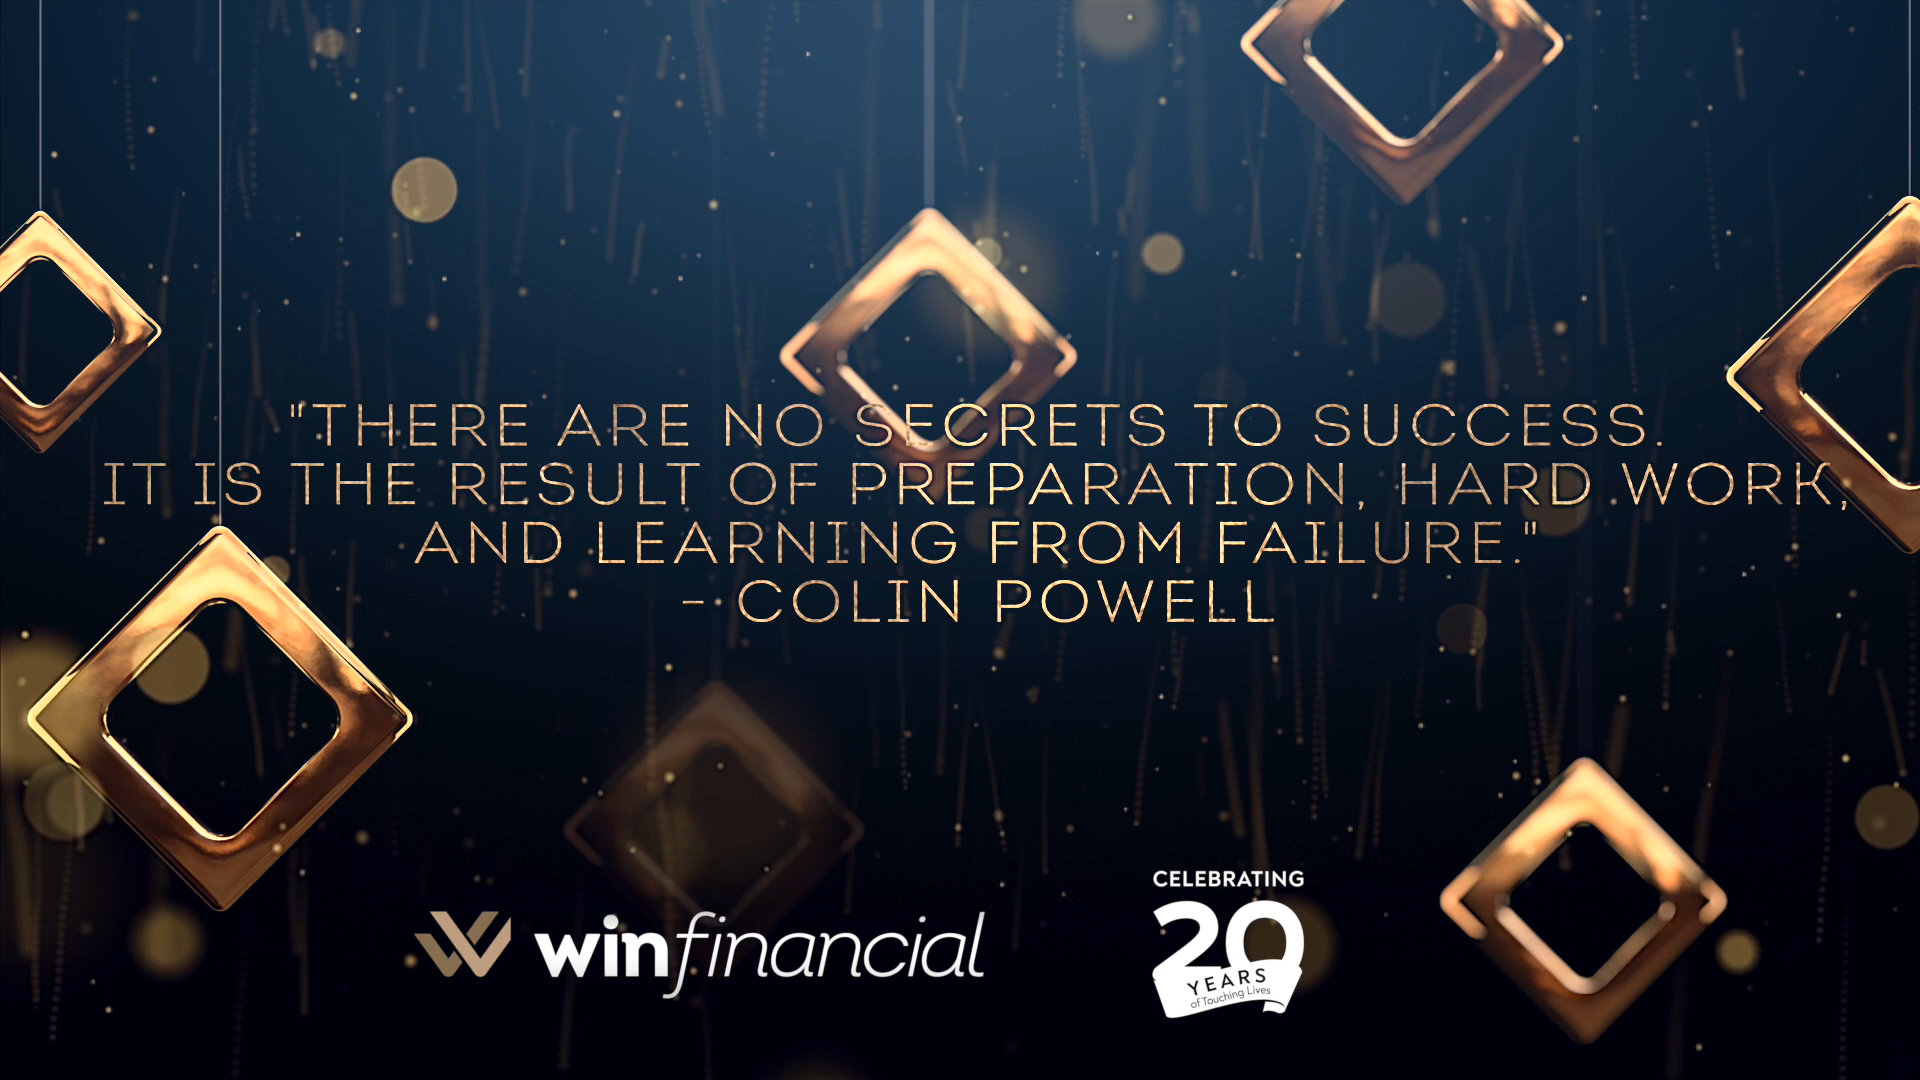 "THERE ARE NO SECRETS TO SUCCESS.
IT IS THE RESULT OF PREPARATION, HARD WORK,
AND LEARNING FROM FAILURE."
- COLIN POWELL
winfinancial
CELEBRATING
20
YEARS
of Touching Lives